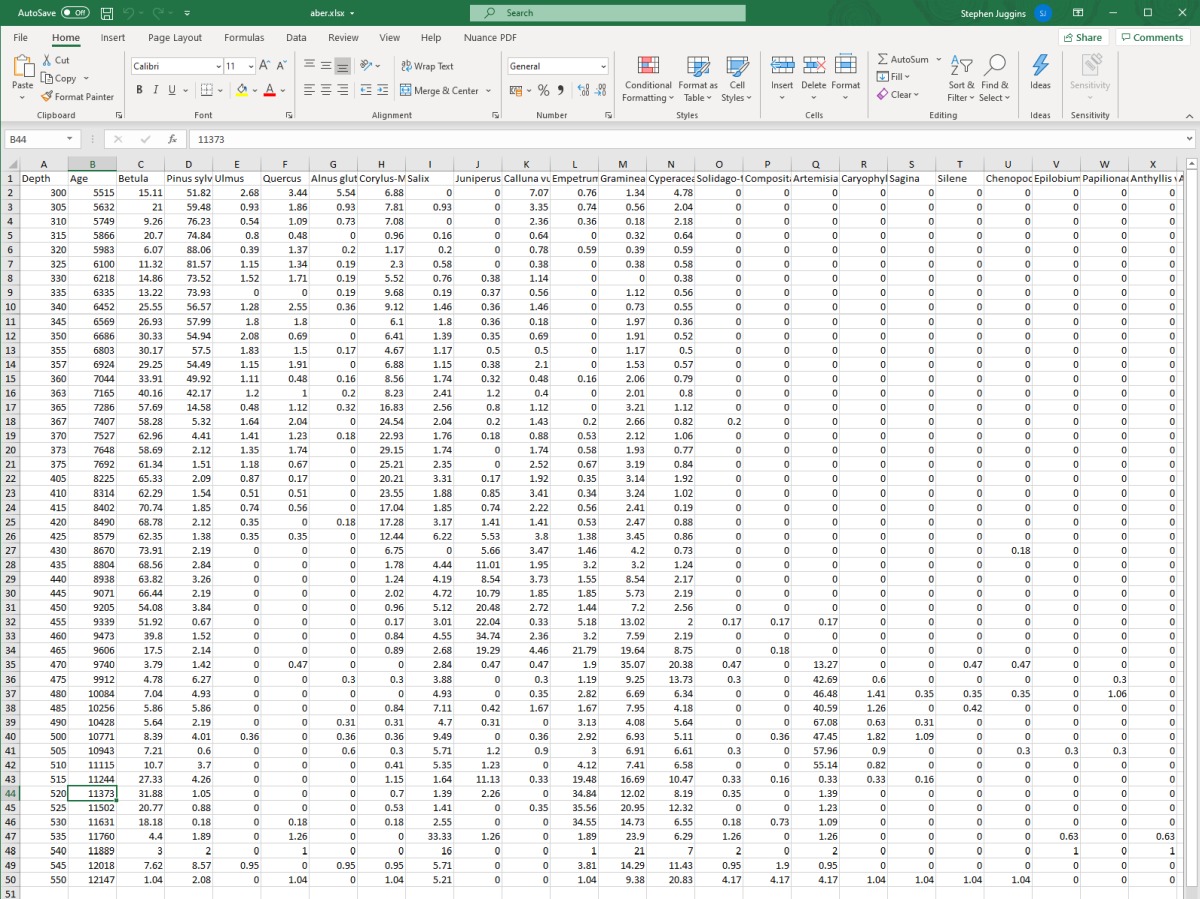 AutoSave Off aber.xlsx Search Stephen Juggins SJ
File Home Insert Page Layout Formulas Data Review View Help Nuance PDF Share Comments
Cut Calibri 11 A A Wrap Text General AutoSum
Paste Copy B I U A Merge & Center % Conditional Formatting Format as Table Cell Styles Insert Delete Format Fill Sort & Filter Find & Select Ideas Sensitivity
Format Painter Clear
Clipboard Font Alignment Number Styles Cells Editing Ideas Sensitivity
B44 fx 11373
A B C D E F G H I J K L M N O P Q R S T U V W X
1 Depth Age Betula Pinus sylv Ulmus Quercus Alnus glut Corylus-M Salix Juniperus Calluna vu Empetrum Graminea Cyperacea Solidago-t Composita Artemisia Caryophyl Sagina Silene Chenopod Epilobium Papilionac Anthyllis v A
2 300 5515 15.11 51.82 2.68 3.44 5.54 6.88 0 0 7.07 0.76 1.34 4.78 0 0 0 0 0 0 0 0 0 0
3 305 5632 21 59.48 0.93 1.86 0.93 7.81 0.93 0 3.35 0.74 0.56 2.04 0 0 0 0 0 0 0 0 0 0
4 310 5749 9.26 76.23 0.54 1.09 0.73 7.08 0 0 2.36 0.36 0.18 2.18 0 0 0 0 0 0 0 0 0 0
5 315 5866 20.7 74.84 0.8 0.48 0 0.96 0.16 0 0.64 0 0.32 0.64 0 0 0 0 0 0 0 0 0 0
6 320 5983 6.07 88.06 0.39 1.37 0.2 1.17 0.2 0 0.78 0.59 0.39 0.59 0 0 0 0 0 0 0 0 0 0
7 325 6100 11.32 81.57 1.15 1.34 0.19 2.3 0.58 0 0.38 0 0.38 0.58 0 0 0 0 0 0 0 0 0 0
8 330 6218 14.86 73.52 1.52 1.71 0.19 5.52 0.76 0.38 1.14 0 0 0.38 0 0 0 0 0 0 0 0 0 0
9 335 6335 13.22 73.93 0 0 0.19 9.68 0.19 0.37 0.56 0 1.12 0.56 0 0 0 0 0 0 0 0 0 0
10 340 6452 25.55 56.57 1.28 2.55 0.36 9.12 1.46 0.36 1.46 0 0.73 0.55 0 0 0 0 0 0 0 0 0 0
11 345 6569 26.93 57.99 1.8 1.8 0 6.1 1.8 0.36 0.18 0 1.97 0.36 0 0 0 0 0 0 0 0 0 0
12 350 6686 30.33 54.94 2.08 0.69 0 6.41 1.39 0.35 0.69 0 1.91 0.52 0 0 0 0 0 0 0 0 0 0
13 355 6803 30.17 57.5 1.83 1.5 0.17 4.67 1.17 0.5 0.5 0 1.17 0.5 0 0 0 0 0 0 0 0 0 0
14 357 6924 29.25 54.49 1.15 1.91 0 6.88 1.15 0.38 2.1 0 1.53 0.57 0 0 0 0 0 0 0 0 0 0
15 360 7044 33.91 49.92 1.11 0.48 0.16 8.56 1.74 0.32 0.48 0.16 2.06 0.79 0 0 0 0 0 0 0 0 0 0
16 363 7165 40.16 42.17 1.2 1 0.2 8.23 2.41 1.2 0.4 0 2.01 0.8 0 0 0 0 0 0 0 0 0 0
17 365 7286 57.69 14.58 0.48 1.12 0.32 16.83 2.56 0.8 1.12 0 3.21 1.12 0 0 0 0 0 0 0 0 0 0
18 367 7407 58.28 5.32 1.64 2.04 0 24.54 2.04 0.2 1.43 0.2 2.66 0.82 0.2 0 0 0 0 0 0 0 0 0
19 370 7527 62.96 4.41 1.41 1.23 0.18 22.93 1.76 0.18 0.88 0.53 2.12 1.06 0 0 0 0 0 0 0 0 0 0
20 373 7648 58.69 2.12 1.35 1.74 0 29.15 1.74 0 1.74 0.58 1.93 0.77 0 0 0 0 0 0 0 0 0 0
21 375 7692 61.34 1.51 1.18 0.67 0 25.21 2.35 0 2.52 0.67 3.19 0.84 0 0 0 0 0 0 0 0 0 0
22 405 8225 65.33 2.09 0.87 0.17 0 20.21 3.31 0.17 1.92 0.35 3.14 1.92 0 0 0 0 0 0 0 0 0 0
23 410 8314 62.29 1.54 0.51 0.51 0 23.55 1.88 0.85 3.41 0.34 3.24 1.02 0 0 0 0 0 0 0 0 0 0
24 415 8402 70.74 1.85 0.74 0.56 0 17.04 1.85 0.74 2.22 0.56 2.41 0.19 0 0 0 0 0 0 0 0 0 0
25 420 8490 68.78 2.12 0.35 0 0.18 17.28 3.17 1.41 1.41 0.53 2.47 0.88 0 0 0 0 0 0 0 0 0 0
26 425 8579 62.35 1.38 0.35 0.35 0 12.44 6.22 5.53 3.8 1.38 3.45 0.86 0 0 0 0 0 0 0 0 0 0
27 430 8670 73.91 2.19 0 0 0 6.75 0 5.66 3.47 1.46 4.2 0.73 0 0 0 0 0 0 0.18 0 0 0
28 435 8804 68.56 2.84 0 0 0 1.78 4.44 11.01 1.95 3.2 3.2 1.24 0 0 0 0 0 0 0 0 0 0
29 440 8938 63.82 3.26 0 0 0 1.24 4.19 8.54 3.73 1.55 8.54 2.17 0 0 0 0 0 0 0 0 0 0
30 445 9071 66.44 2.19 0 0 0 2.02 4.72 10.79 1.85 1.85 5.73 2.19 0 0 0 0 0 0 0 0 0 0
31 450 9205 54.08 3.84 0 0 0 0.96 5.12 20.48 2.72 1.44 7.2 2.56 0 0 0 0 0 0 0 0 0 0
32 455 9339 51.92 0.67 0 0 0 0.17 3.01 22.04 0.33 5.18 13.02 2 0.17 0.17 0.17 0 0 0 0 0 0 0
33 460 9473 39.8 1.52 0 0 0 0.84 4.55 34.74 2.36 3.2 7.59 2.19 0 0 0 0 0 0 0 0 0 0
34 465 9606 17.5 2.14 0 0 0 0.89 2.68 19.29 4.46 21.79 19.64 8.75 0 0.18 0 0 0 0 0 0 0 0
35 470 9740 3.79 1.42 0 0.47 0 0 2.84 0.47 0.47 1.9 35.07 20.38 0.47 0 13.27 0 0 0.47 0.47 0 0 0
36 475 9912 4.78 6.27 0 0 0.3 0.3 3.88 0 0.3 1.19 9.25 13.73 0.3 0 42.69 0.6 0 0 0 0 0.3 0
37 480 10084 7.04 4.93 0 0 0 0 4.93 0 0.35 2.82 6.69 6.34 0 0 46.48 1.41 0.35 0.35 0.35 0 1.06 0
38 485 10256 5.86 5.86 0 0 0 0.84 7.11 0.42 1.67 1.67 7.95 4.18 0 0 40.59 1.26 0 0.42 0 0 0 0
39 490 10428 5.64 2.19 0 0 0.31 0.31 4.7 0.31 0 3.13 4.08 5.64 0 0 67.08 0.63 0.31 0 0 0 0 0
40 500 10771 8.39 4.01 0.36 0 0.36 0.36 9.49 0 0.36 2.92 6.93 5.11 0 0.36 47.45 1.82 1.09 0 0 0 0 0
41 505 10943 7.21 0.6 0 0 0.6 0.3 5.71 1.2 0.9 3 6.91 6.61 0.3 0 57.96 0.9 0 0 0.3 0.3 0.3 0
42 510 11115 10.7 3.7 0 0 0 0.41 5.35 1.23 0 4.12 7.41 6.58 0 0 55.14 0.82 0 0 0 0 0 0
43 515 11244 27.33 4.26 0 0 0 1.15 1.64 11.13 0.33 19.48 16.69 10.47 0.33 0.16 0.33 0.33 0.16 0 0 0 0 0
44 520 11373 31.88 1.05 0 0 0 0.7 1.39 2.26 0 34.84 12.02 8.19 0.35 0 1.39 0 0 0 0 0 0 0
45 525 11502 20.77 0.88 0 0 0 0.53 1.41 0 0.35 35.56 20.95 12.32 0 0 1.23 0 0 0 0 0 0 0
46 530 11631 18.18 0.18 0 0.18 0 0.18 2.55 0 0 34.55 14.73 6.55 0.18 0.73 1.09 0 0 0 0 0 0 0
47 535 11760 4.4 1.89 0 1.26 0 0 33.33 1.26 0 1.89 23.9 6.29 1.26 0 1.26 0 0 0 0 0.63 0 0.63
48 540 11889 3 2 0 1 0 0 16 0 0 1 21 7 2 0 2 0 0 0 0 1 0 1
49 545 12018 7.62 8.57 0.95 0 0.95 0.95 5.71 0 0 3.81 14.29 11.43 0.95 1.9 0.95 0 0 0 0 0 0 0
50 550 12147 1.04 2.08 0 1.04 0 1.04 5.21 0 0 1.04 9.38 20.83 4.17 4.17 4.17 1.04 1.04 1.04 1.04 0 0 0
51